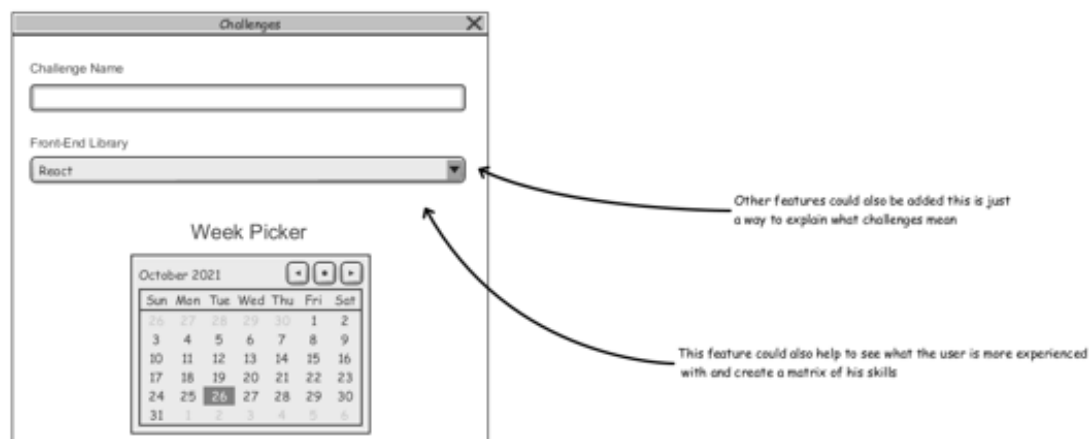 Challenges
Challenge Name
Front-End Library
React
Other features could also be added this is just
a way to explain what challenges mean
Week Picker
October 2021
Sun Mon Tue Wed Thu Fri Sat
26 27 28 29 30 1 2
3 4 5 6 7 8 9
10 11 12 13 14 15 16
17 18 19 20 21 22 23
24 25 26 27 28 29 30
31 1 2 3 4 5 6
This feature could also help to see what the user is more experienced
with and create a matrix of his skills